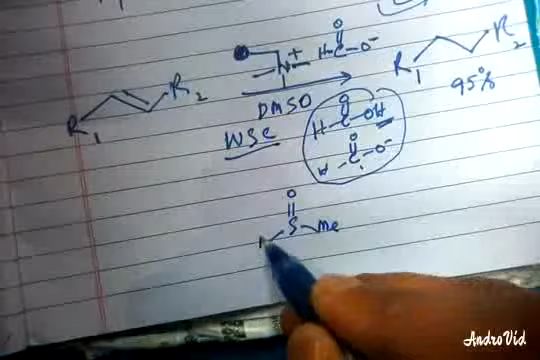 R1 R2
N+ H-C(=O)-O-
DMSO
WSC
H-C(=O)-OH
H-C(=O)-O-
R1 R2
95%
O
S Me
AndroVid